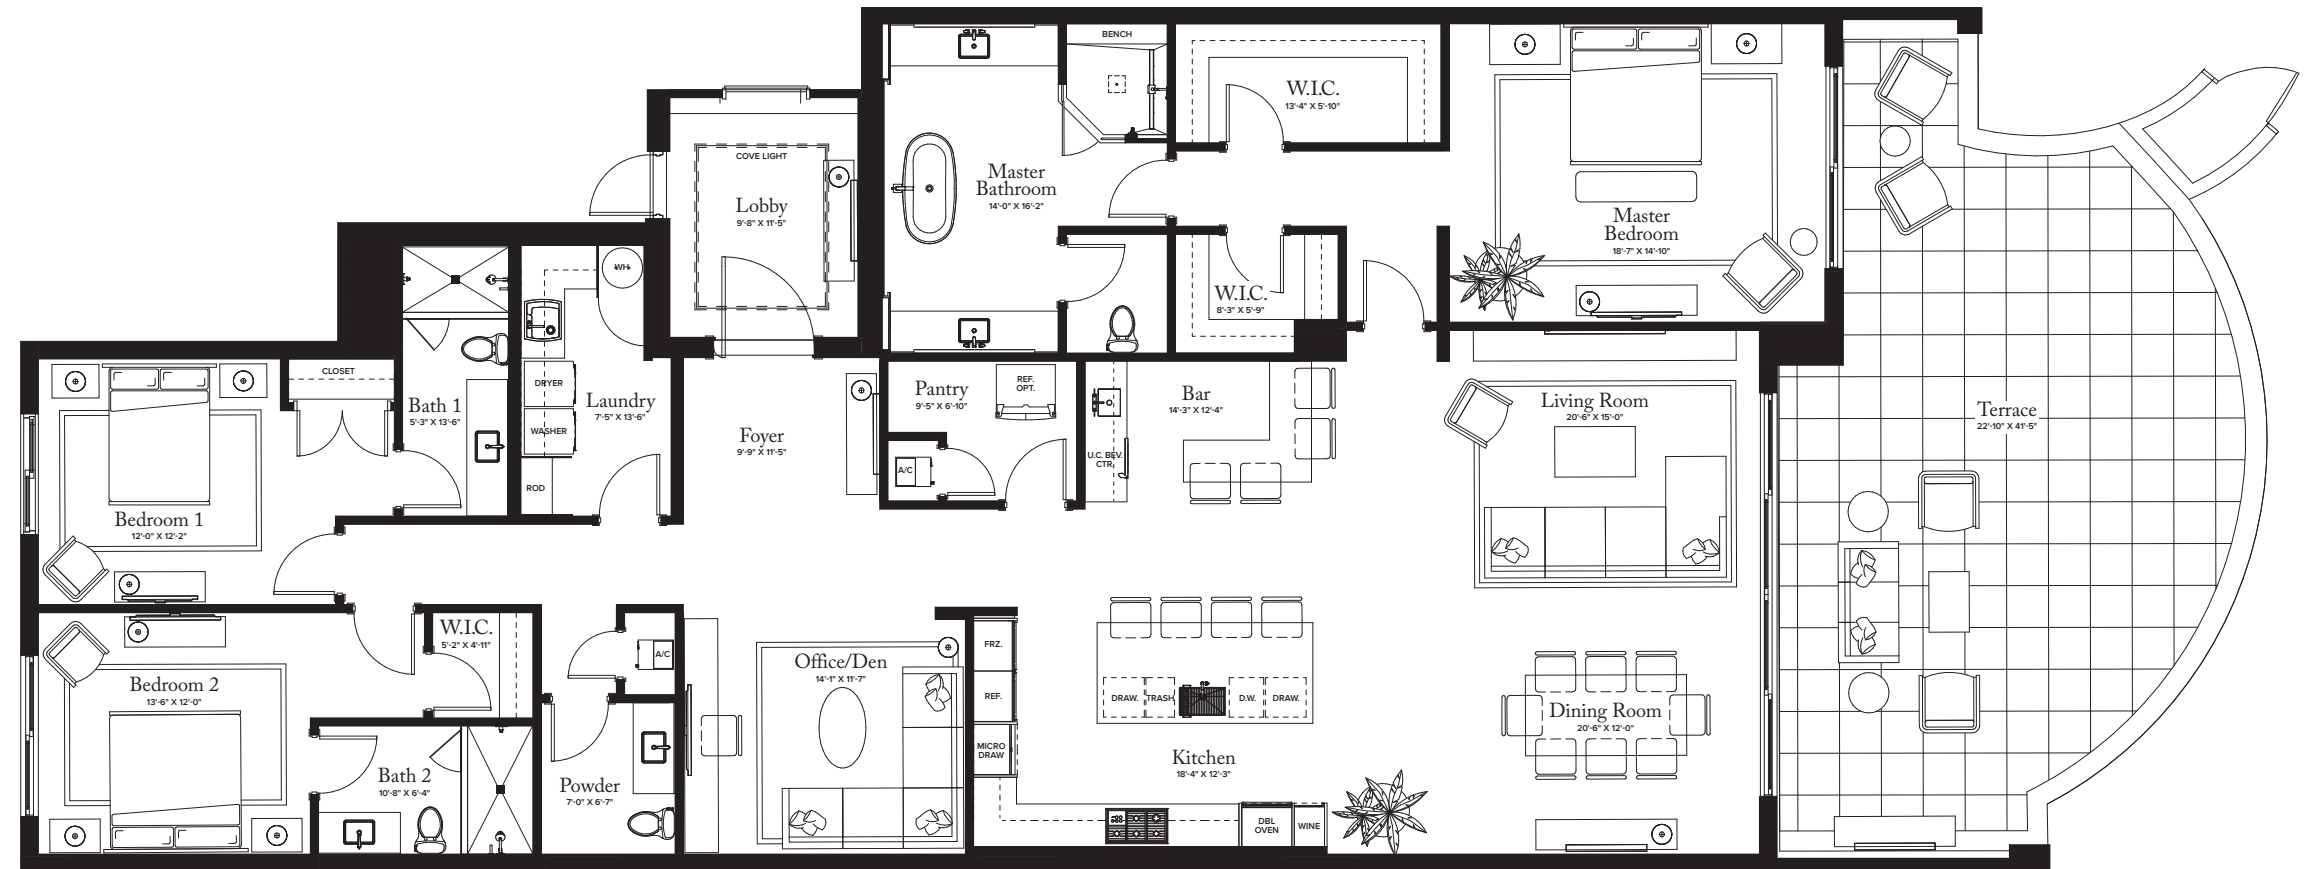 BENCH
W.I.C.
13'-4" X 5'-10"
COVE LIGHT
Lobby
9'-8" X 11'-5"
Master
Bathroom
14'-0" X 16'-2"
Master
Bedroom
18'-7" X 14'-10"
WH
W.I.C.
8'-3" X 5'-9"
CLOSET
DRYER
WASHER
ROD
Bath 1
5'-3" X 13'-6"
Laundry
7'-5" X 13'-6"
Foyer
9'-9" X 11'-5"
Pantry
9'-5" X 6'-10"
REF.
OPT.
A/C
Bar
14'-3" X 12'-4"
U.C. BEV.
CTR.
Living Room
20'-6" X 15'-0"
Terrace
22'-10" X 41'-5"
Bedroom 1
12'-0" X 12'-2"
W.I.C.
5'-2" X 4'-11"
A/C
Office/Den
14'-1" X 11'-7"
FRZ.
REF.
MICRO
DRAW
DRAW.
TRASH
D.W.
DRAW.
Bedroom 2
13'-6" X 12'-0"
Dining Room
20'-6" X 12'-0"
Bath 2
10'-8" X 6'-4"
Powder
7'-0" X 6'-7"
Kitchen
18'-4" X 12'-3"
DBL
OVEN
WINE